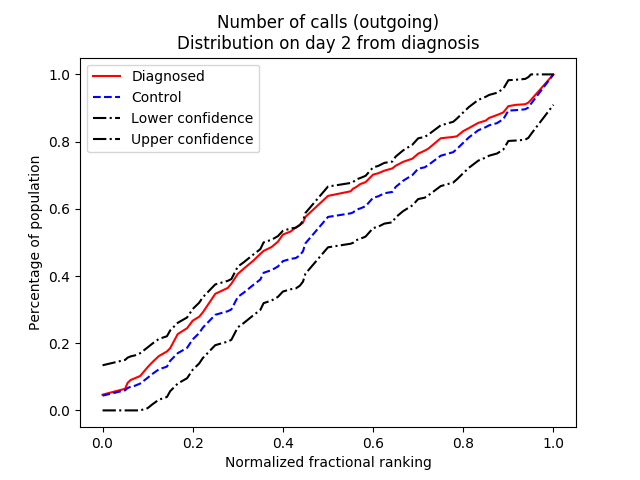 Number of calls (outgoing)
Distribution on day 2 from diagnosis
Diagnosed
Control
Lower confidence
Upper confidence
Percentage of population
1.0
0.8
0.6
0.4
0.2
0.0
0.0 0.2 0.4 0.6 0.8 1.0
Normalized fractional ranking